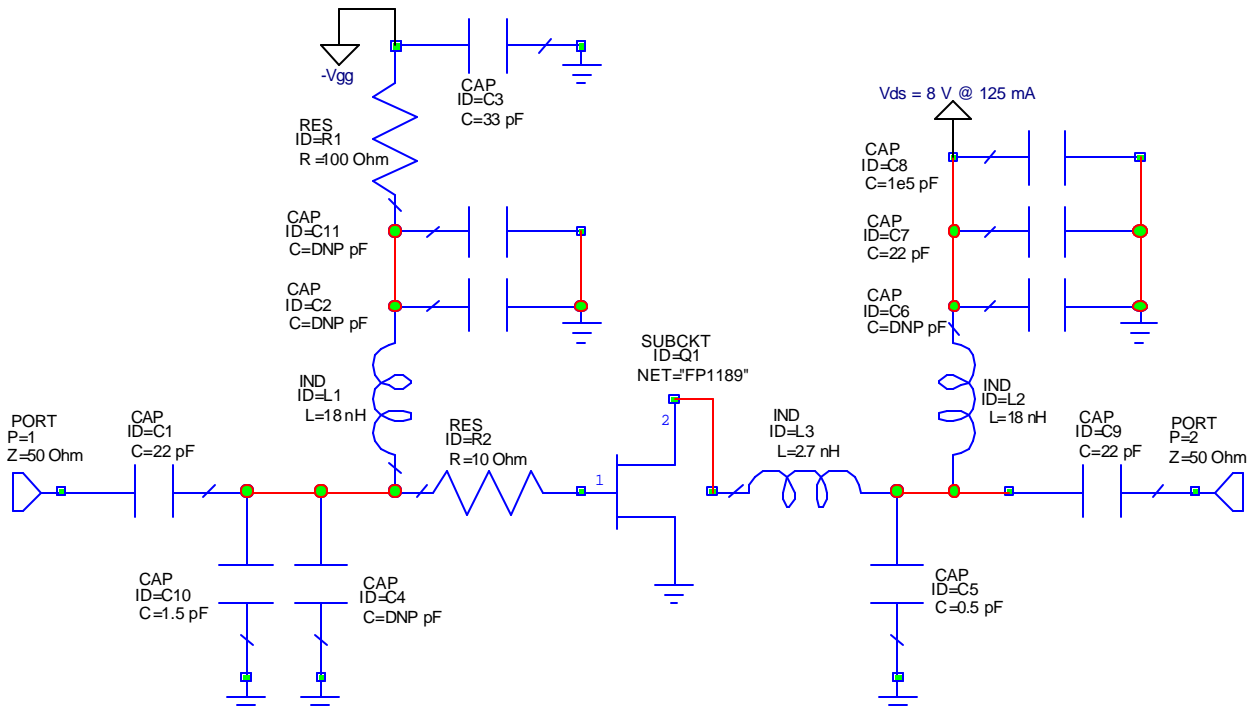 -Vgg
CAP
ID=C3
C=33 pF
RES
ID=R1
R=100 Ohm
CAP
ID=C11
C=DNP pF
CAP
ID=C2
C=DNP pF
IND
ID=L1
L=18 nH
Vds = 8 V @ 125 mA
CAP
ID=C8
C=1e5 pF
CAP
ID=C7
C=22 pF
CAP
ID=C6
C=DNP pF
IND
ID=L2
L=18 nH
SUBCKT
ID=Q1
NET="FP1189"
2
1
PORT
P=1
Z=50 Ohm
CAP
ID=C1
C=22 pF
RES
ID=R2
R=10 Ohm
IND
ID=L3
L=2.7 nH
CAP
ID=C9
C=22 pF
PORT
P=2
Z=50 Ohm
CAP
ID=C10
C=1.5 pF
CAP
ID=C4
C=DNP pF
CAP
ID=C5
C=0.5 pF